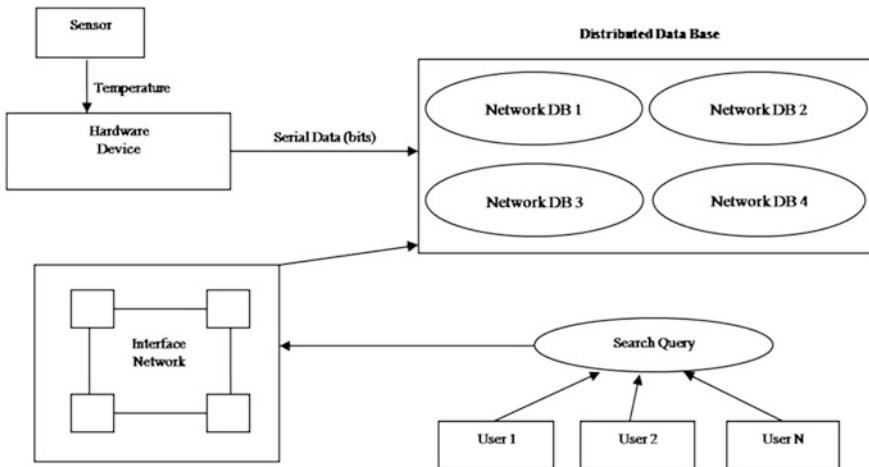 Sensor
Distributed Data Base
Temperature
Hardware
Device
Serial Data (bits)
Network DB 1
Network DB 2
Network DB 3
Network DB 4
Interface
Network
Search Query
User 1
User 2
User N